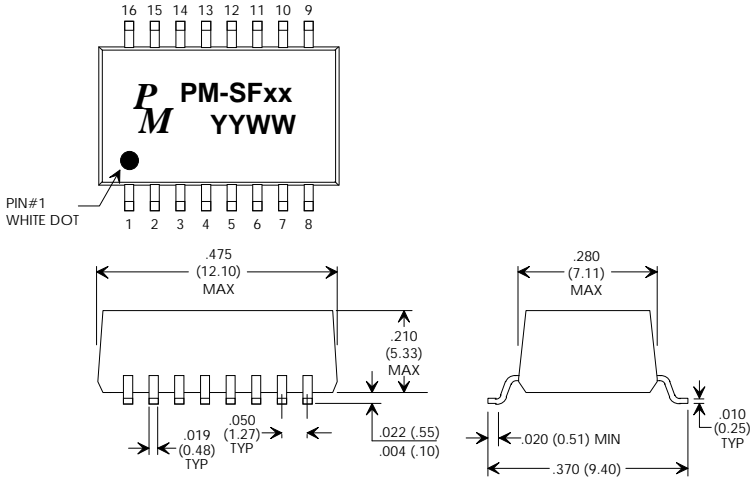 16 15 14 13 12 11 10 9
PM PM-SFxx
YYWW
PIN#1
WHITE DOT
1 2 3 4 5 6 7 8
.475
(12.10)
MAX
.280
(7.11)
MAX
.210
(5.33)
MAX
.019
(0.48)
TYP
.050
(1.27)
TYP
.022 (.55)
.004 (.10)
.020 (0.51) MIN
.370 (9.40)
.010
(0.25)
TYP